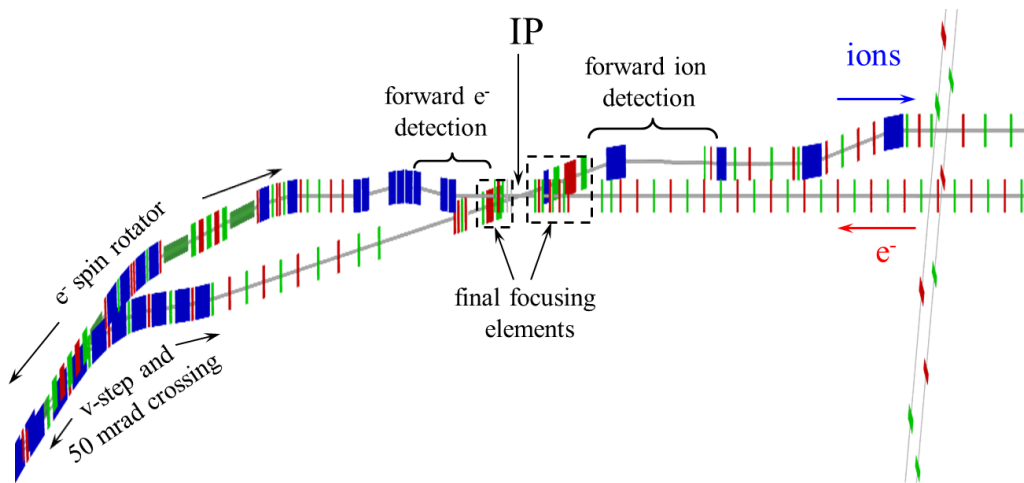 IP
forward e-
detection
forward ion
detection
ions
e-
e- spin rotator
final focusing
elements
v-step and
50 mrad crossing